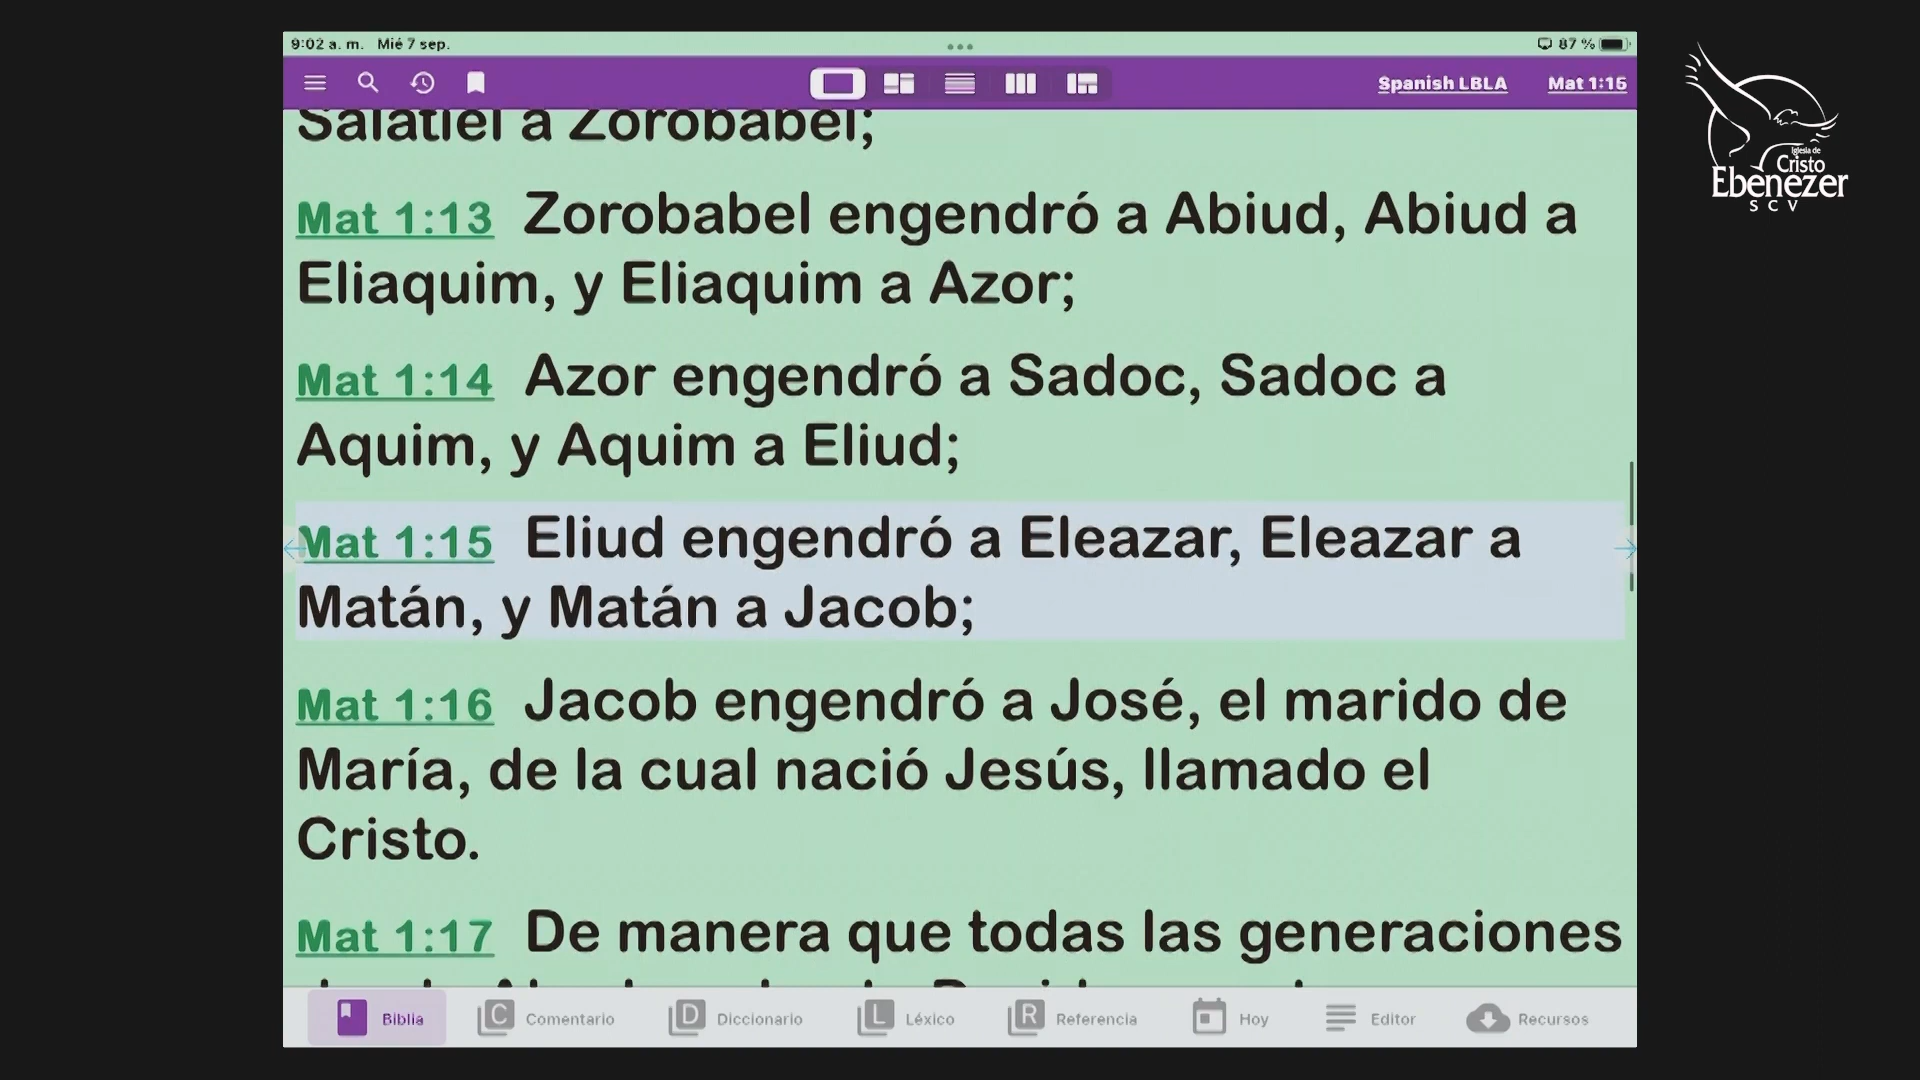 9:02 a. m. Mié 7 sep.
87 %
Spanish LBLA Mat 1:15
Iglesia de
Cristo
Ebenezer
SCV
Salatiel a Zorobabel;
Mat 1:13 Zorobabel engendró a Abiud, Abiud a
Eliaquim, y Eliaquim a Azor;
Mat 1:14 Azor engendró a Sadoc, Sadoc a
Aquim, y Aquim a Eliud;
Mat 1:15 Eliud engendró a Eleazar, Eleazar a
Matán, y Matán a Jacob;
Mat 1:16 Jacob engendró a José, el marido de
María, de la cual nació Jesús, llamado el
Cristo.
Mat 1:17 De manera que todas las generaciones
Biblia C Comentario D Diccionario L Léxico R Referencia Hoy Editor Recursos